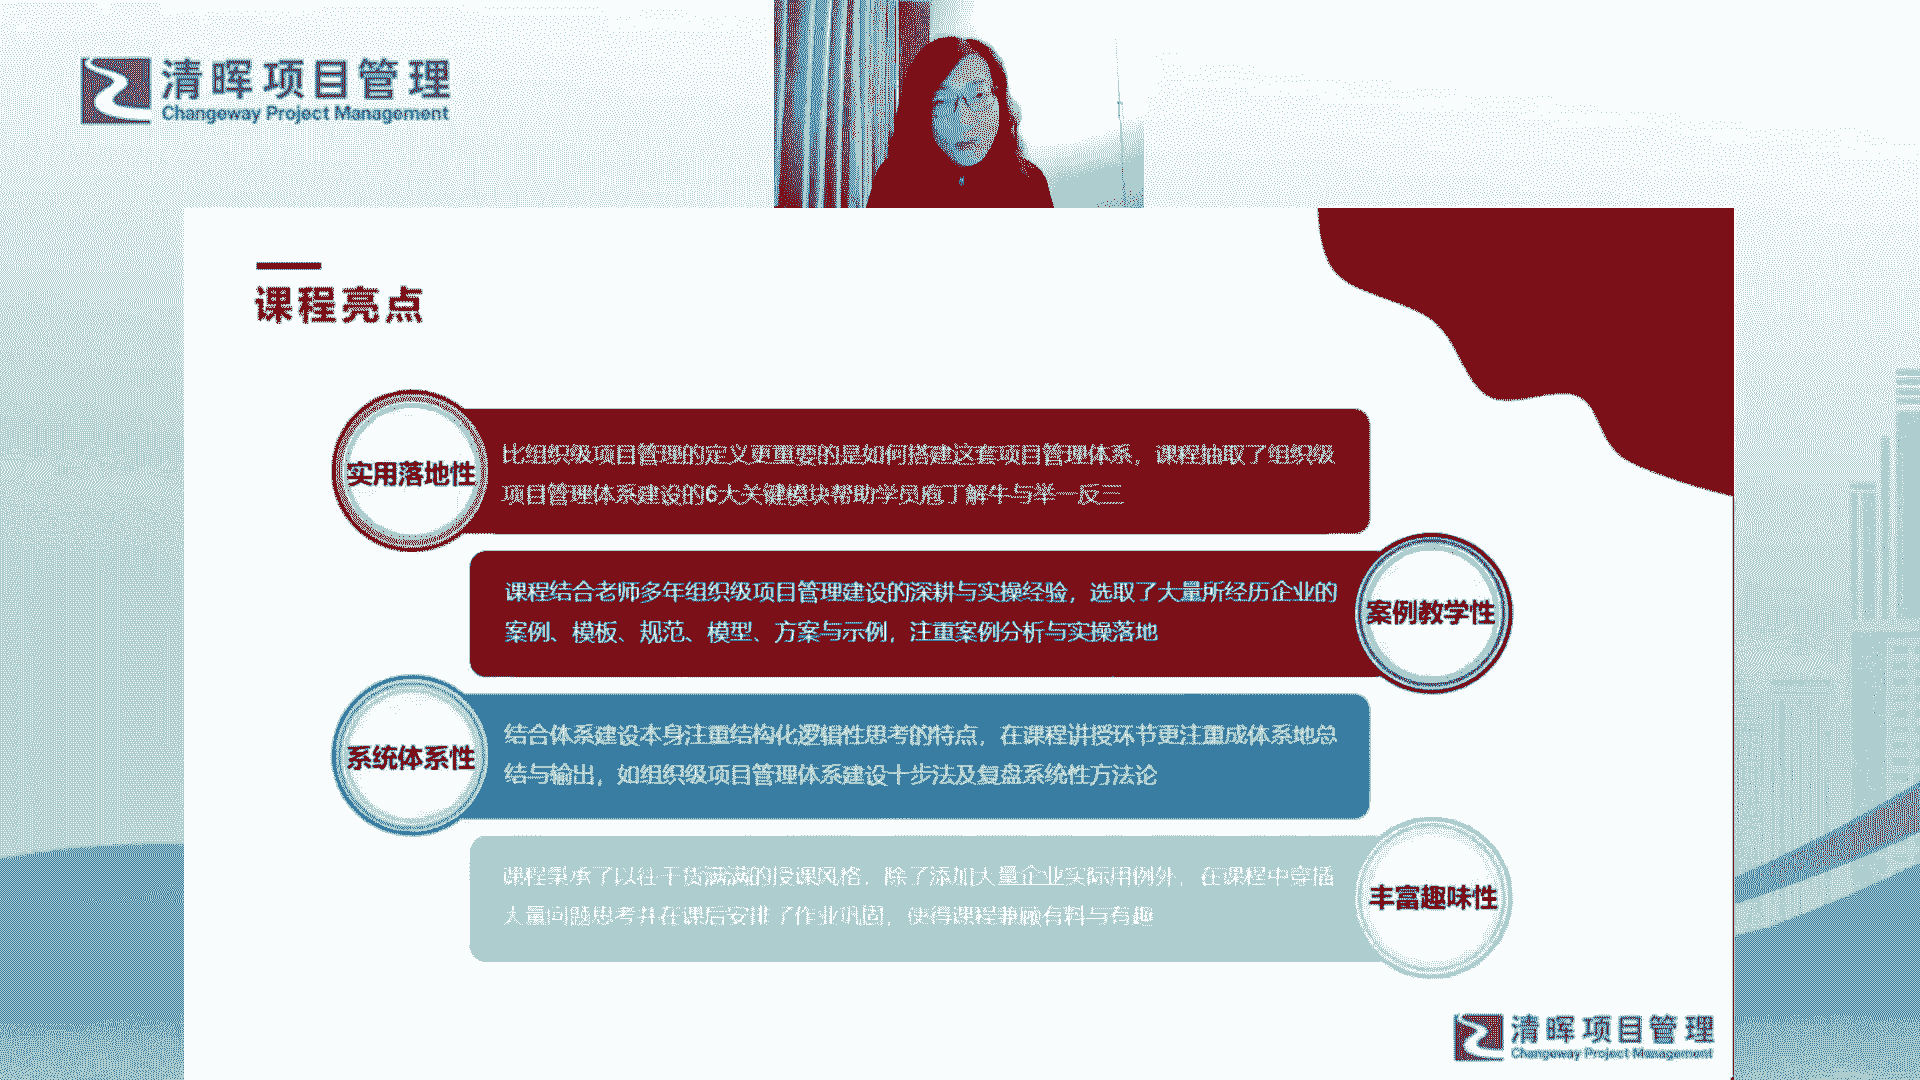 清晖项目管理
Changeway Project Management
课程亮点
实用落地性
比组织级项目管理的定义更重要的是如何搭建这套项目管理体系，课程抽取了组织级
项目管理体系建设的6大关键模块帮助学员庖丁解牛与举一反三
课程结合老师多年组织级项目管理建设的深耕与实操经验，选取了大量所经历企业的
案例、模板、规范、模型、方案与示例，注重案例分析与实操落地
案例教学性
系统体系性
结合体系建设本身注重结构化逻辑性思考的特点，在课程讲授环节更注重成体系地总
结与输出，如组织级项目管理体系建设十步法及复盘系统性方法论
课程秉承了以往干货满满的授课风格，除了添加大量企业实际用例外，在课程中穿插
大量问题思考并在课后安排了作业巩固，使得课程兼顾有料与有趣
丰富趣味性
清晖项目管理
Changeway Project Management